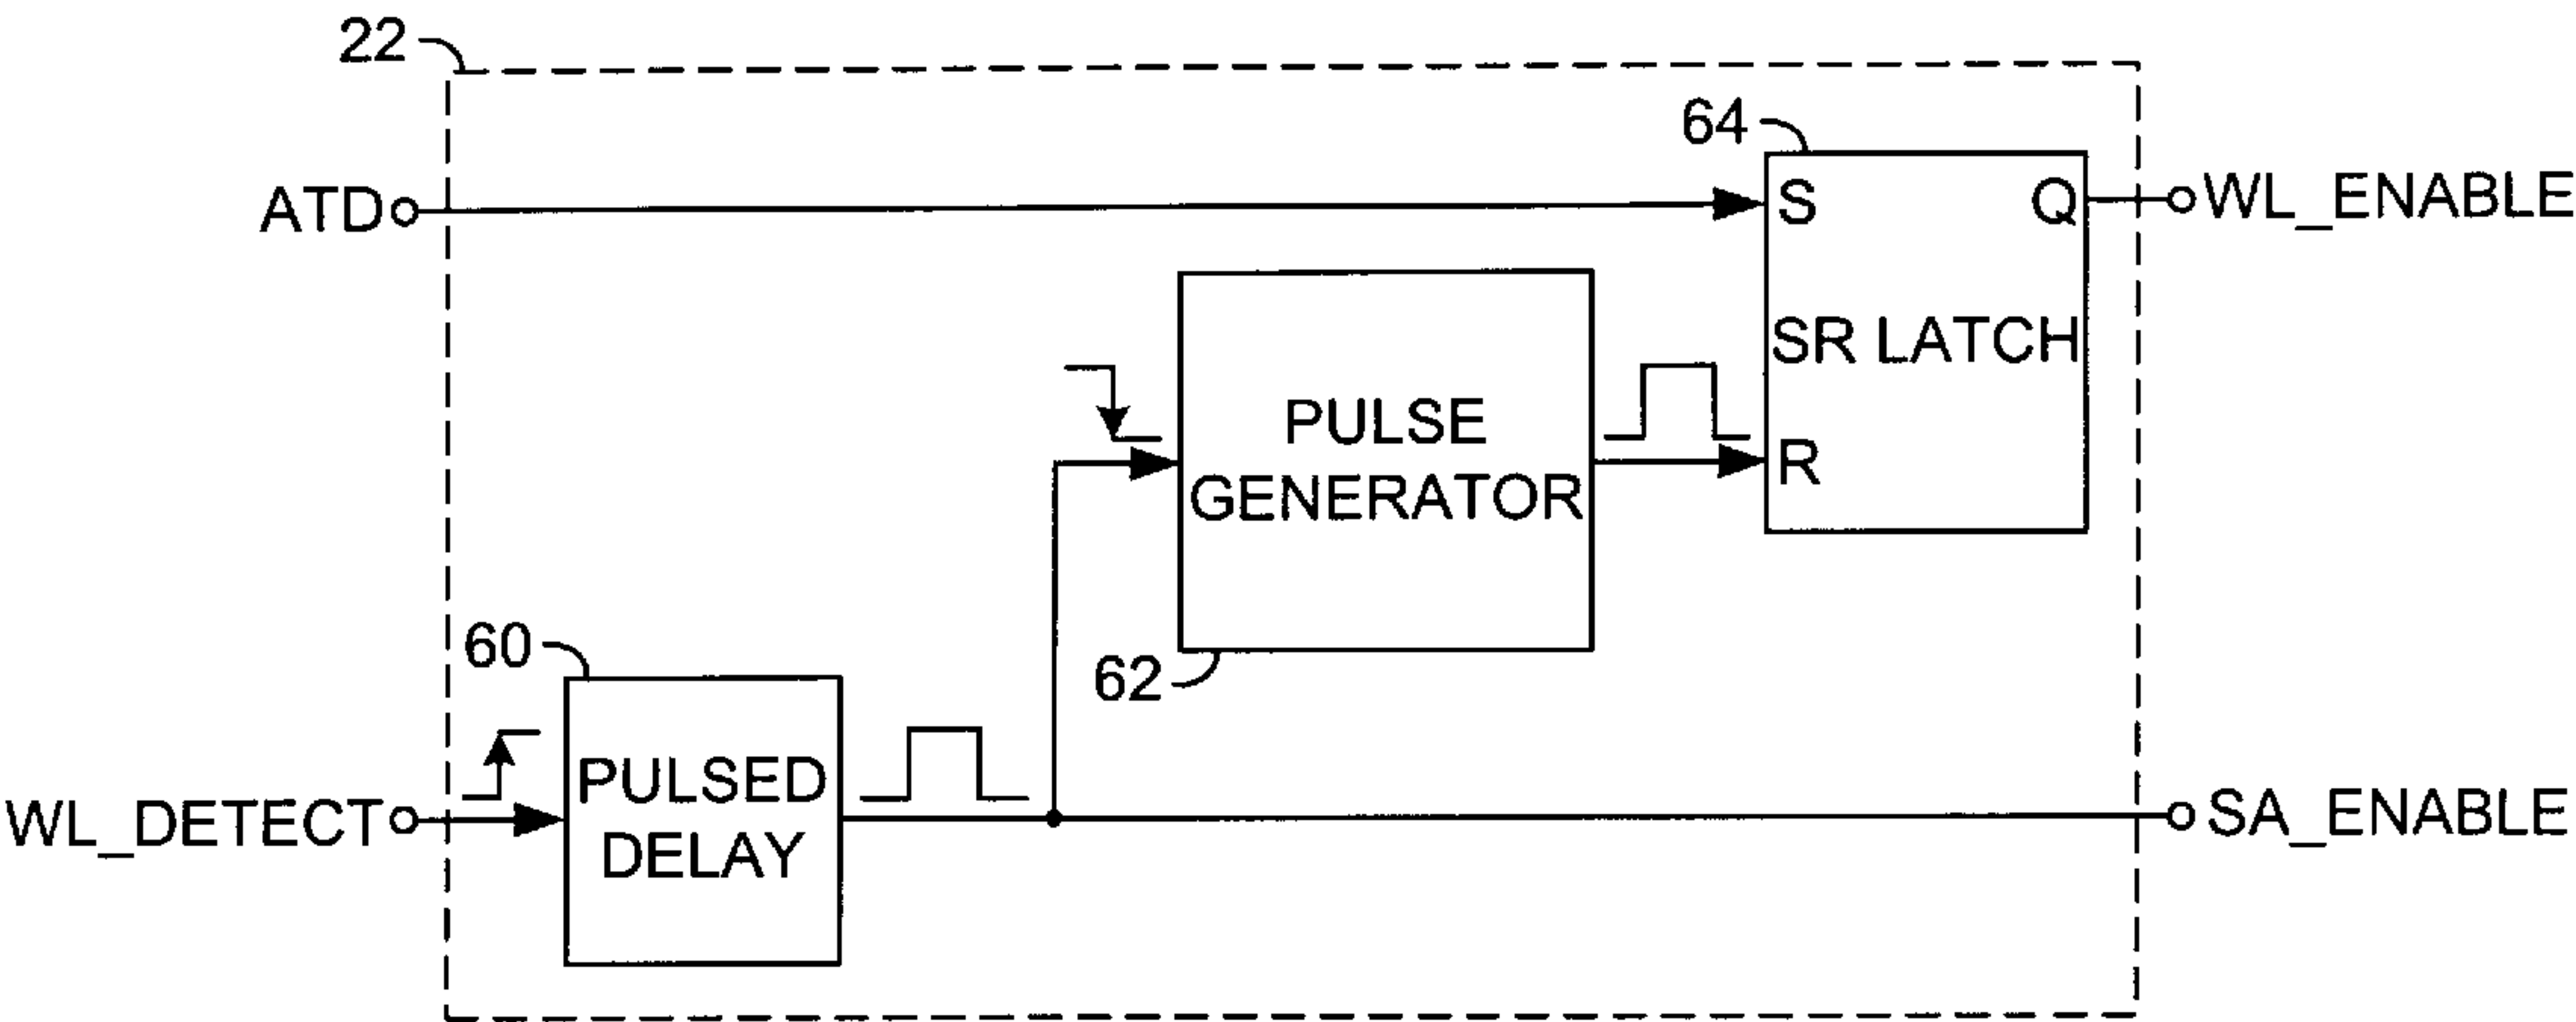 22
64
ATD
S
Q
WL_ENABLE
SR LATCH
PULSE
GENERATOR
R
60
62
PULSED
DELAY
WL_DETECT
SA_ENABLE